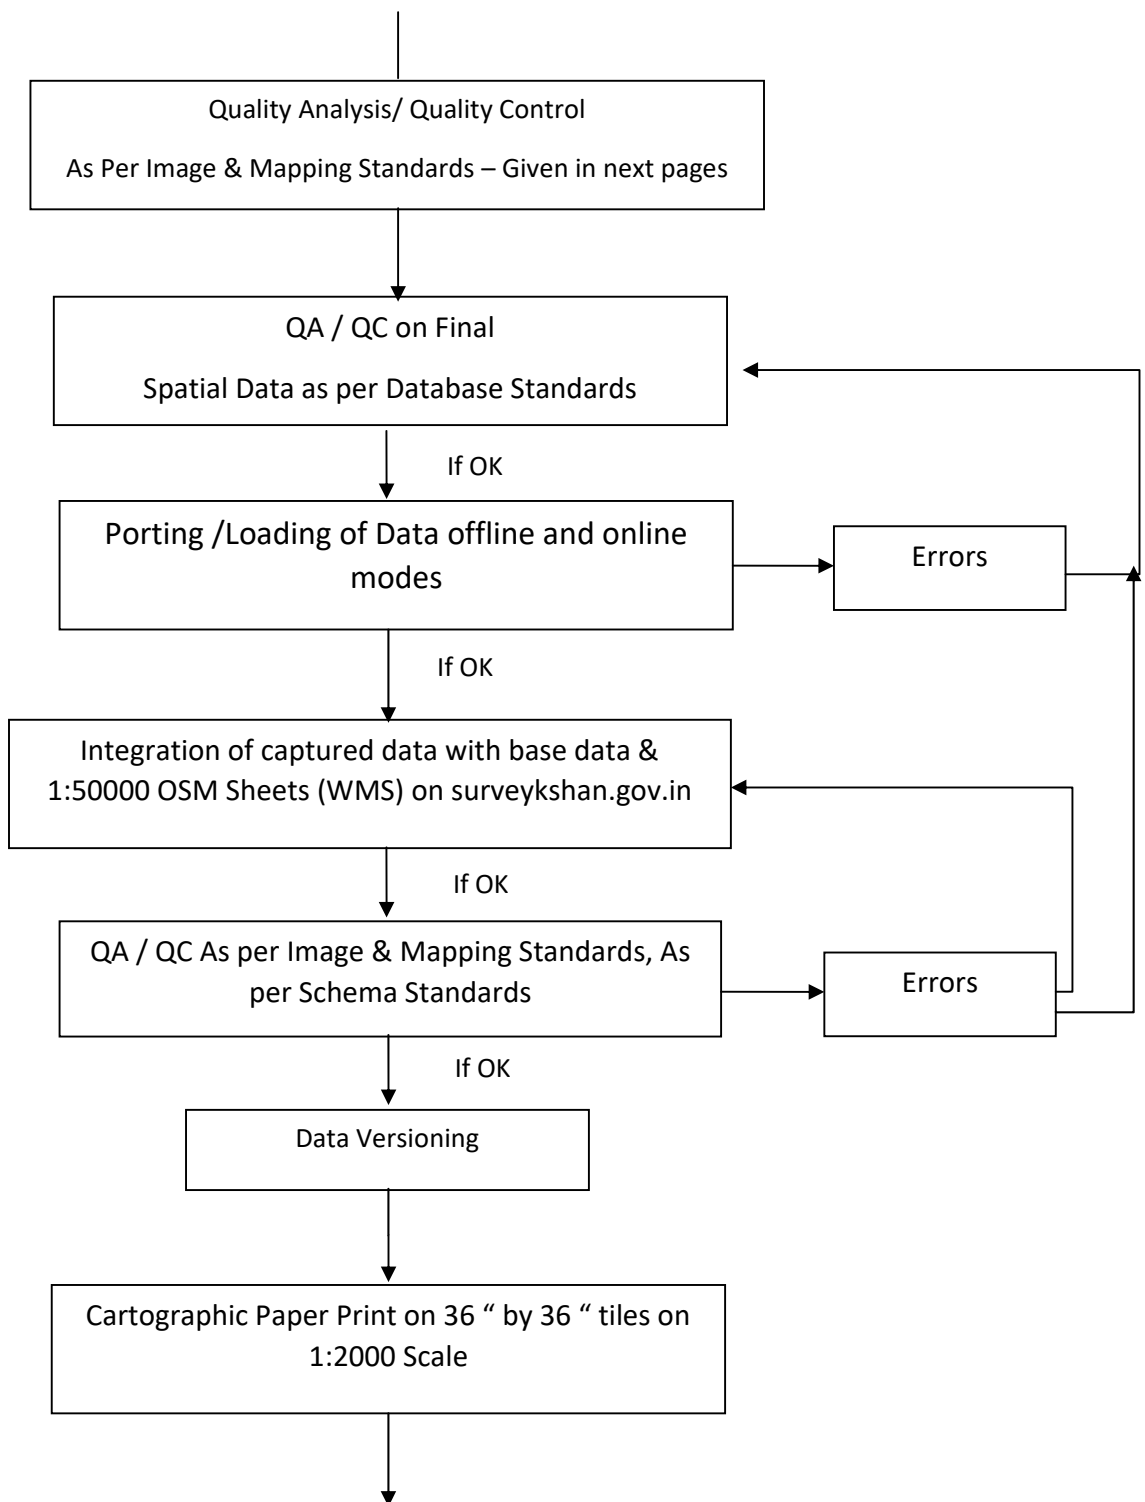 Quality Analysis/ Quality Control
As Per Image & Mapping Standards – Given in next pages
QA / QC on Final
Spatial Data as per Database Standards
If OK
Porting /Loading of Data offline and online
modes
Errors
If OK
Integration of captured data with base data &
1:50000 OSM Sheets (WMS) on surveykshan.gov.in
If OK
QA / QC As per Image & Mapping Standards, As
per Schema Standards
Errors
If OK
Data Versioning
Cartographic Paper Print on 36 “ by 36 “ tiles on
1:2000 Scale